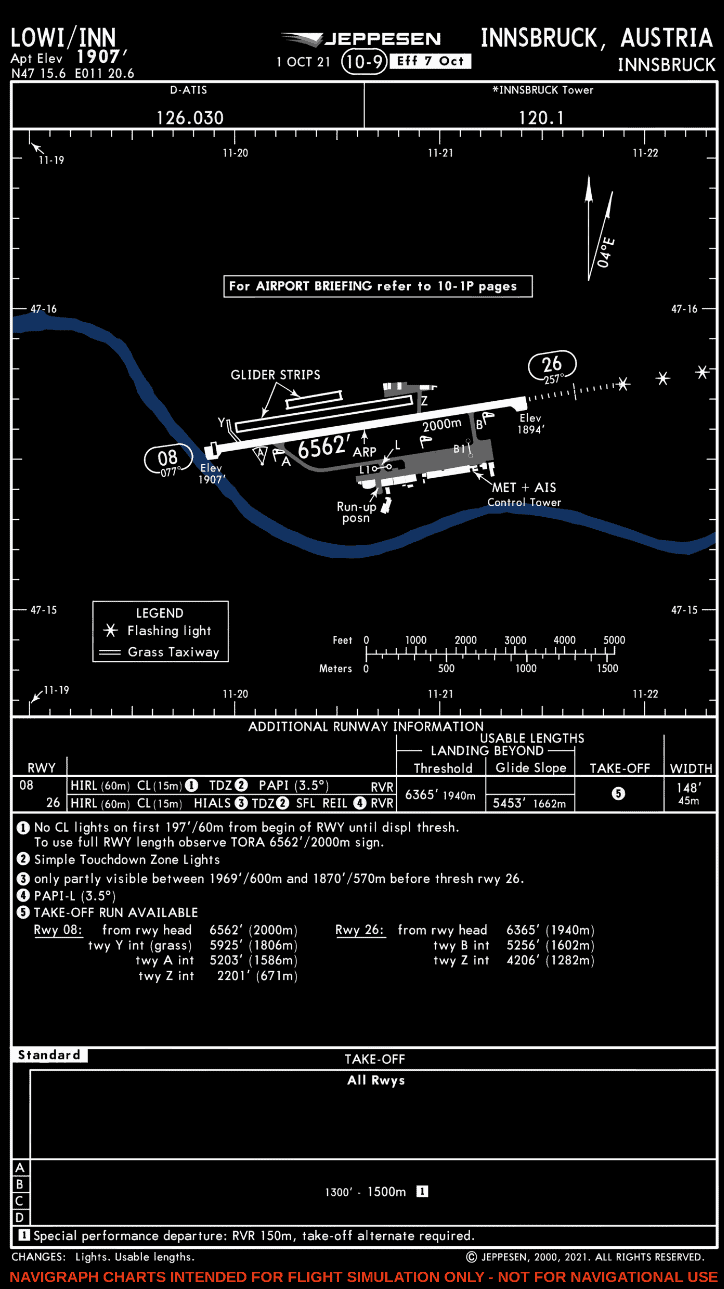 LOWI/INN
Apt Elev 1907'
N47 15.6 E011 20.6
JEPPESEN
1 OCT 21 10-9 Eff 7 Oct
INNSBRUCK, AUSTRIA
INNSBRUCK
D-ATIS *INNSBRUCK Tower
126.030 120.1
11-19 11-20 11-21 11-22
04°E
For AIRPORT BRIEFING refer to 10-1P pages
47-16 47-16
26
257°
GLIDER STRIPS
Z
Y
2000m
B
Elev
1894'
6562'
08
077°
Elev
1907'
A
A
ARP
L
L1
B1
Run-up
posn
MET + AIS
Control Tower
47-15 47-15
LEGEND
Flashing light
Grass Taxiway
Feet 0 1000 2000 3000 4000 5000
Meters 0 500 1000 1500
11-19 11-20 11-21 11-22
ADDITIONAL RUNWAY INFORMATION
USABLE LENGTHS
LANDING BEYOND
RWY Threshold Glide Slope TAKE-OFF WIDTH
08 HIRL (60m) CL (15m) 1 TDZ 2 PAPI (3.5°) RVR
26 HIRL (60m) CL (15m) HIALS 3 TDZ 2 SFL REIL 4 RVR
6365' 1940m
5453' 1662m
5
148'
45m
1 No CL lights on first 197'/60m from begin of RWY until displ thresh.
To use full RWY length observe TORA 6562'/2000m sign.
2 Simple Touchdown Zone Lights
3 only partly visible between 1969'/600m and 1870'/570m before thresh rwy 26.
4 PAPI-L (3.5°)
5 TAKE-OFF RUN AVAILABLE
Rwy 08: from rwy head 6562' (2000m) Rwy 26: from rwy head 6365' (1940m)
twy Y int (grass) 5925' (1806m) twy B int 5256' (1602m)
twy A int 5203' (1586m) twy Z int 4206' (1282m)
twy Z int 2201' (671m)
Standard TAKE-OFF
All Rwys
A
B
C
D
1300' - 1500m 1
1 Special performance departure: RVR 150m, take-off alternate required.
CHANGES: Lights. Usable lengths. © JEPPESEN, 2000, 2021. ALL RIGHTS RESERVED.
NAVIGRAPH CHARTS INTENDED FOR FLIGHT SIMULATION ONLY - NOT FOR NAVIGATIONAL USE